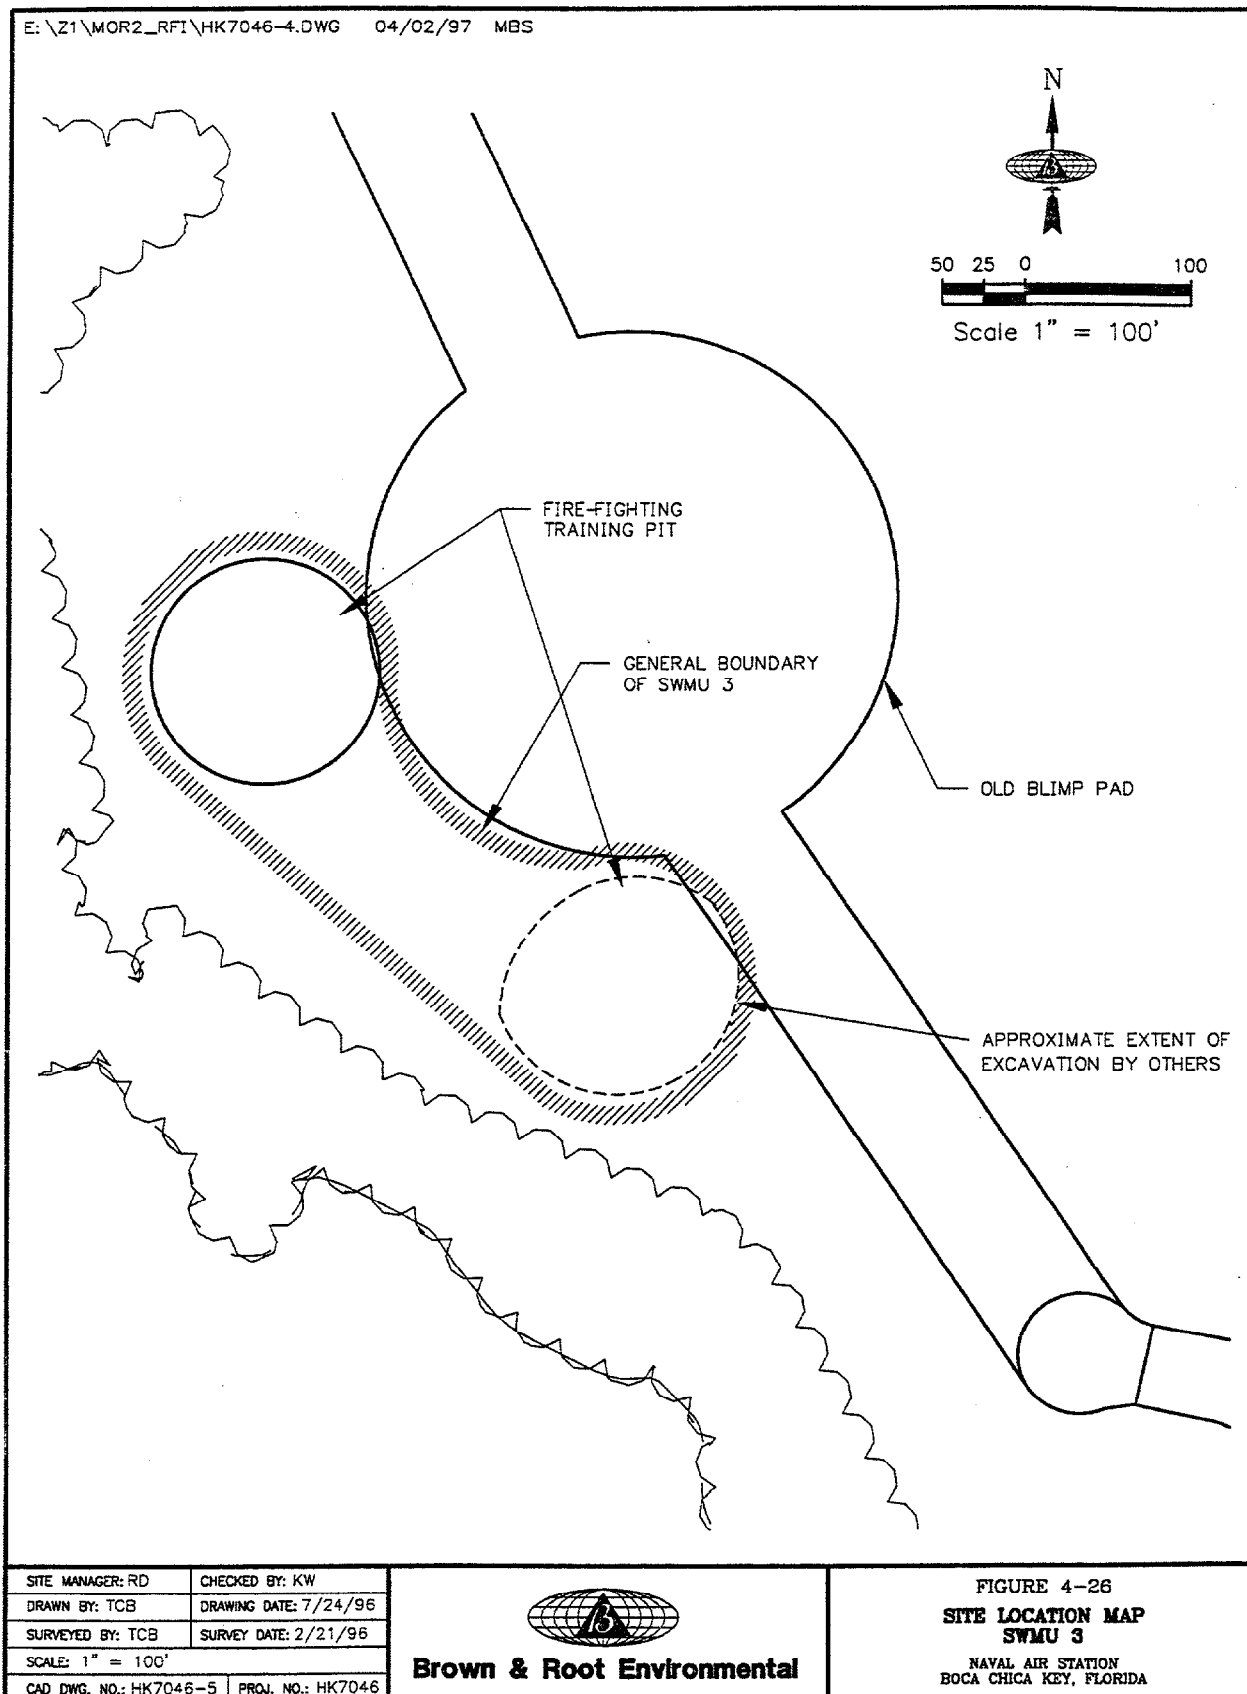 E:\Z1\MOR2_RFI\HK7046-4.DWG 04/02/97 MBS
N
50 25 0 100
Scale 1" = 100'
FIRE-FIGHTING
TRAINING PIT
GENERAL BOUNDARY
OF SWMU 3
OLD BLIMP PAD
APPROXIMATE EXTENT OF
EXCAVATION BY OTHERS
SITE MANAGER: RD CHECKED BY: KW
DRAWN BY: TCB DRAWING DATE: 7/24/96
SURVEYED BY: TCB SURVEY DATE: 2/21/96
SCALE: 1" = 100'
CAD DWG. NO.: HK7046-5 PROJ. NO.: HK7046
Brown & Root Environmental
FIGURE 4-26
SITE LOCATION MAP
SWMU 3
NAVAL AIR STATION
BOCA CHICA KEY, FLORIDA